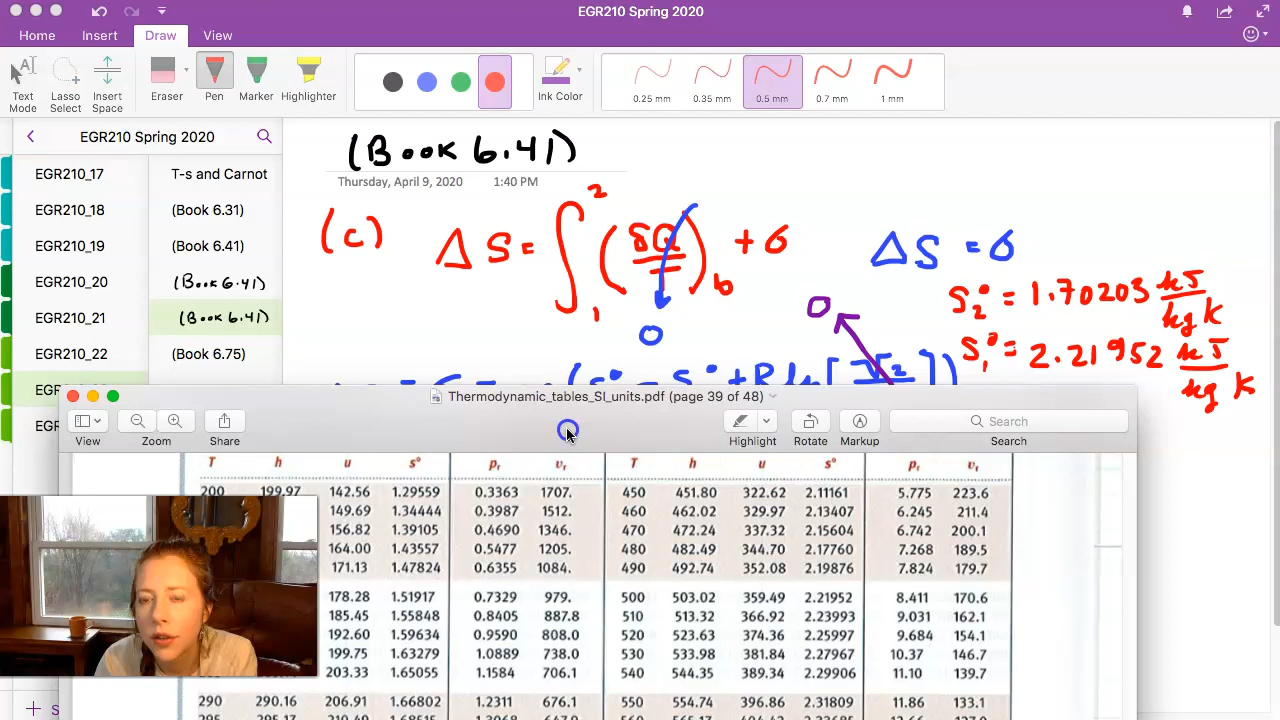 EGR210 Spring 2020
Home Insert Draw View
Text Mode
Lasso Select
Insert Space
Eraser
Pen
Marker
Highlighter
Ink Color
0.25 mm
0.35 mm
0.5 mm
0.7 mm
1 mm
EGR210 Spring 2020
EGR210_17
EGR210_18
EGR210_19
EGR210_20
EGR210_21
EGR210_22
T-s and Carnot
(Book 6.31)
(Book 6.41)
(Book 6.41)
(Book 6.41)
(Book 6.75)
(Book 6.41)
Thursday, April 9, 2020 1:40 PM
(c) ΔS = ∫₁² (δQ/T)b + σ
0
ΔS = σ
0
S₂° = 1.70203 kJ/kg K
S₁° = 2.21952 kJ/kg K
Thermodynamic_tables_SI_units.pdf (page 39 of 48)
View
Zoom
Share
Highlight
Rotate
Markup
Search
Search
T h u s° pr vr T h u s° pr vr
200 199.97 142.56 1.29559 0.3363 1707. 450 451.80 322.62 2.11161 5.775 223.6
149.69 1.34444 0.3987 1512. 460 462.02 329.97 2.13407 6.245 211.4
156.82 1.39105 0.4690 1346. 470 472.24 337.32 2.15604 6.742 200.1
164.00 1.43557 0.5477 1205. 480 482.49 344.70 2.17760 7.268 189.5
171.13 1.47824 0.6355 1084. 490 492.74 352.08 2.19876 7.824 179.7
178.28 1.51917 0.7329 979. 500 503.02 359.49 2.21952 8.411 170.6
185.45 1.55848 0.8405 887.8 510 513.32 366.92 2.23993 9.031 162.1
192.60 1.59634 0.9590 808.0 520 523.63 374.36 2.25997 9.684 154.1
199.75 1.63279 1.0889 738.0 530 533.98 381.84 2.27967 10.37 146.7
203.33 1.65055 1.1584 706.1 540 544.35 389.34 2.29906 11.10 139.7
290 290.16 206.91 1.66802 1.2311 676.1 550 554.74 396.86 2.31809 11.86 133.1